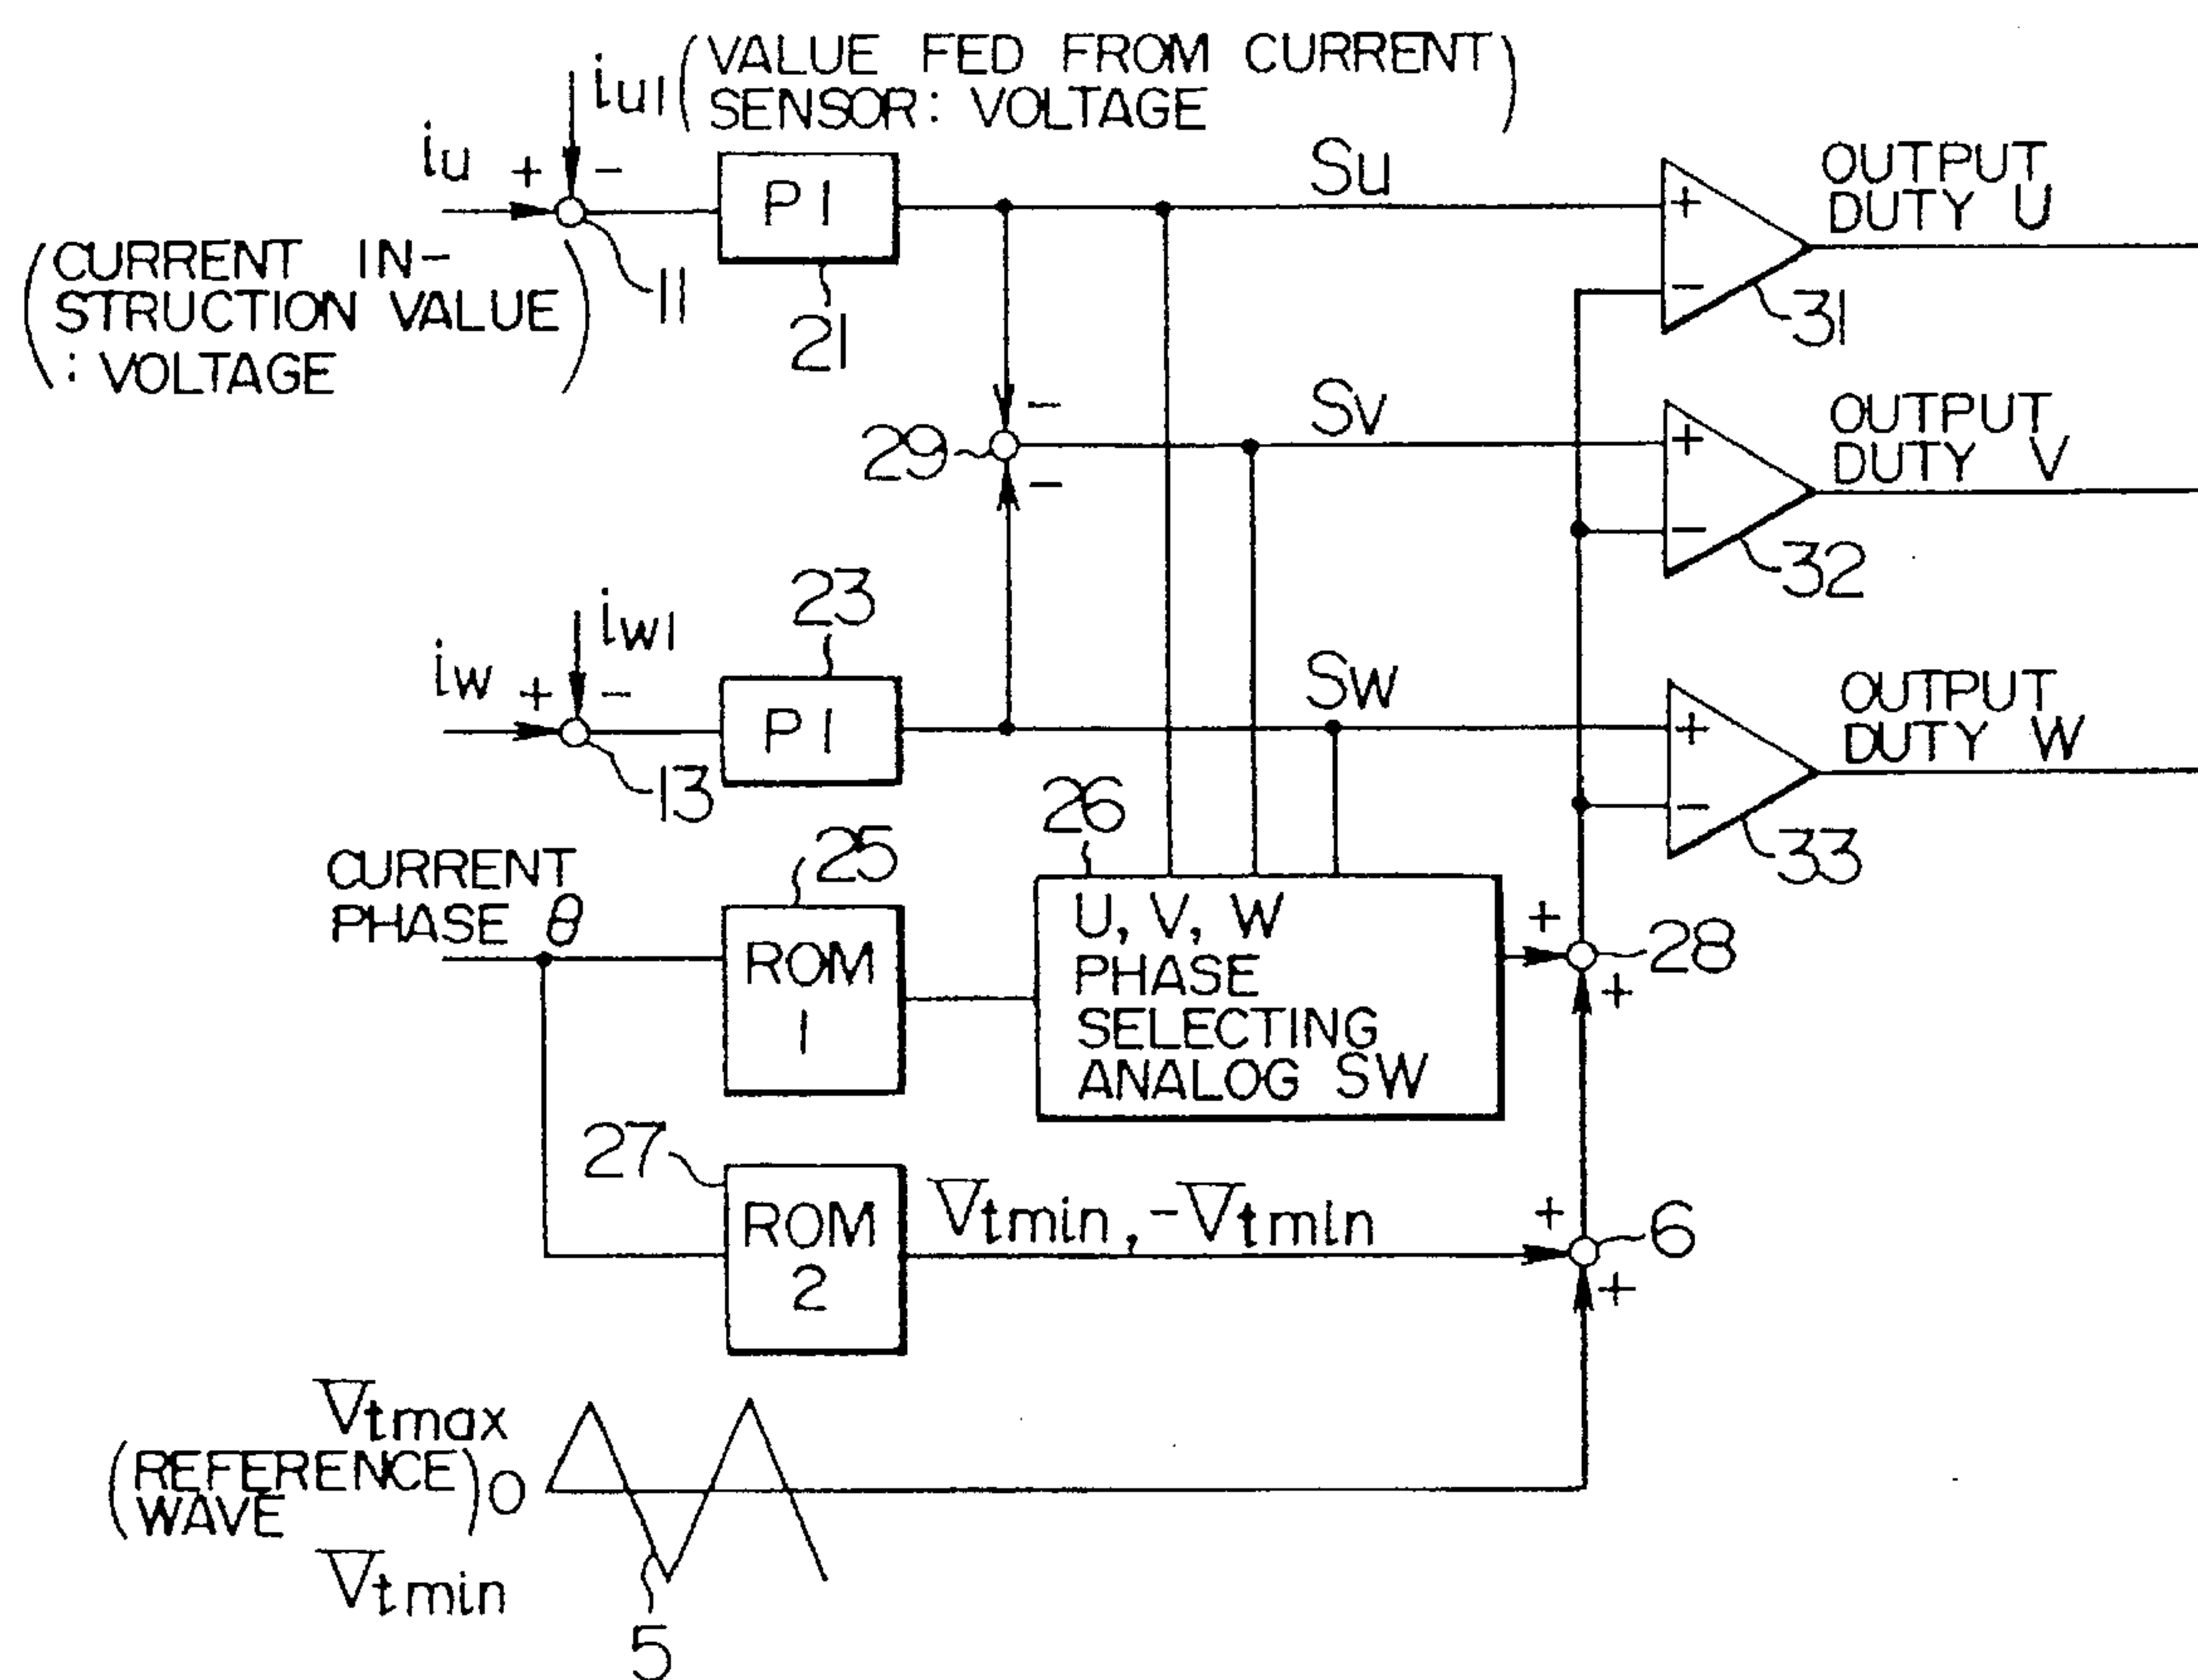 iu1 (VALUE FED FROM CURRENT
SENSOR: VOLTAGE)
iu + -
(CURRENT IN-
STRUCTION VALUE
: VOLTAGE)
11
PI
21
Su
+
-
31
OUTPUT
DUTY U
-
29
-
Sv
+
-
32
OUTPUT
DUTY V
iw1
iw + -
13
23
PI
Sw
+
-
33
OUTPUT
DUTY W
CURRENT
PHASE θ
25
ROM
1
26
U, V, W
PHASE
SELECTING
ANALOG SW
+
28
+
27
ROM
2
Vtmin, -Vtmin
+
6
+
Vtmax
(REFERENCE
WAVE) 0
Vtmin
5